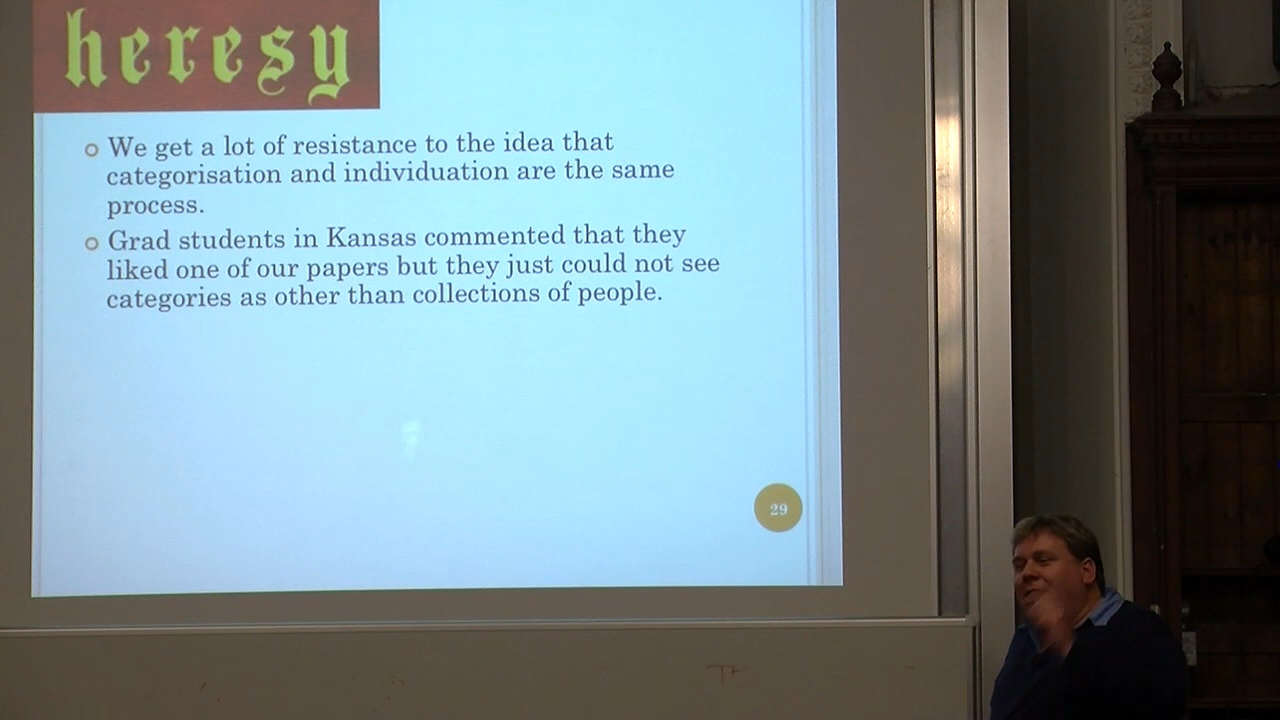 heresy
We get a lot of resistance to the idea that
categorisation and individuation are the same
process.
Grad students in Kansas commented that they
liked one of our papers but they just could not see
categories as other than collections of people.
29